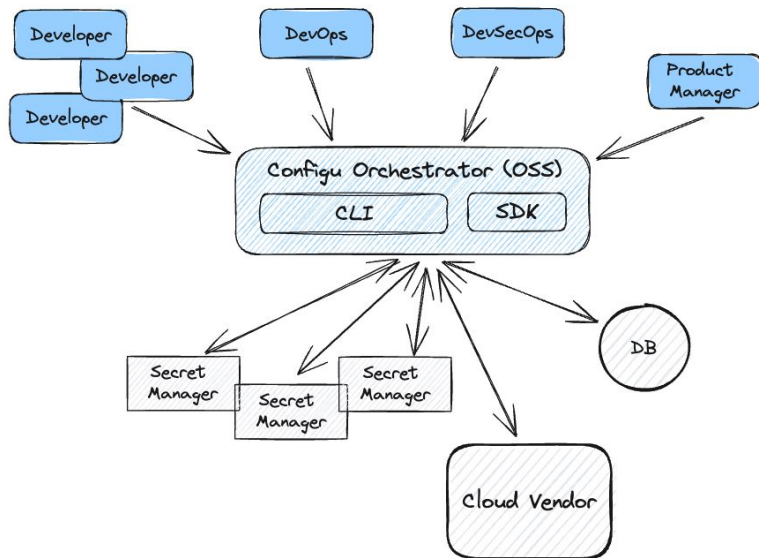 Developer
Developer
Developer
DevOps
DevSecOps
Product
Manager
Configu Orchestrator (OSS)
CLI
SDK
Secret
Manager
Secret
Manager
Secret
Manager
DB
Cloud Vendor